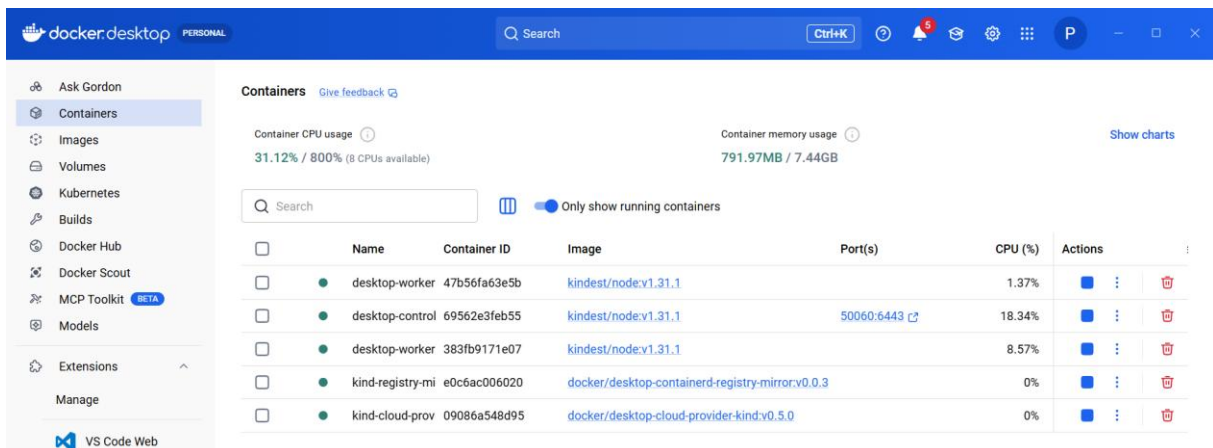 docker.desktop PERSONAL Search Ctrl+K 5 P
Ask Gordon
Containers
Images
Volumes
Kubernetes
Builds
Docker Hub
Docker Scout
MCP Toolkit BETA
Models
Extensions
Manage
VS Code Web
Containers Give feedback
Container CPU usage
31.12% / 800% (8 CPUs available)
Container memory usage
791.97MB / 7.44GB
Show charts
Search Only show running containers
Name Container ID Image Port(s) CPU (%) Actions
desktop-worker 47b56fa63e5b kindest/node:v1.31.1 1.37%
desktop-control 69562e3feb55 kindest/node:v1.31.1 50060:6443 18.34%
desktop-worker 383fb9171e07 kindest/node:v1.31.1 8.57%
kind-registry-mi e0c6ac006020 docker/desktop-containerd-registry-mirror:v0.0.3 0%
kind-cloud-prov 09086a548d95 docker/desktop-cloud-provider-kind:v0.5.0 0%